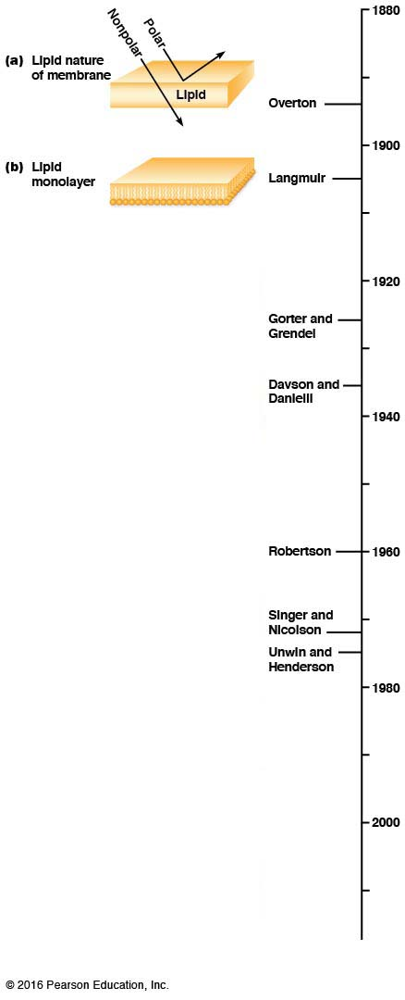 1880
Nonpolar
Polar
(a) Lipid nature
of membrane
Lipid
Overton
1900
(b) Lipid
monolayer
Langmuir
1920
Gorter and
Grendel
Davson and
Danielli
1940
Robertson
1960
Singer and
Nicolson
Unwin and
Henderson
1980
2000
© 2016 Pearson Education, Inc.